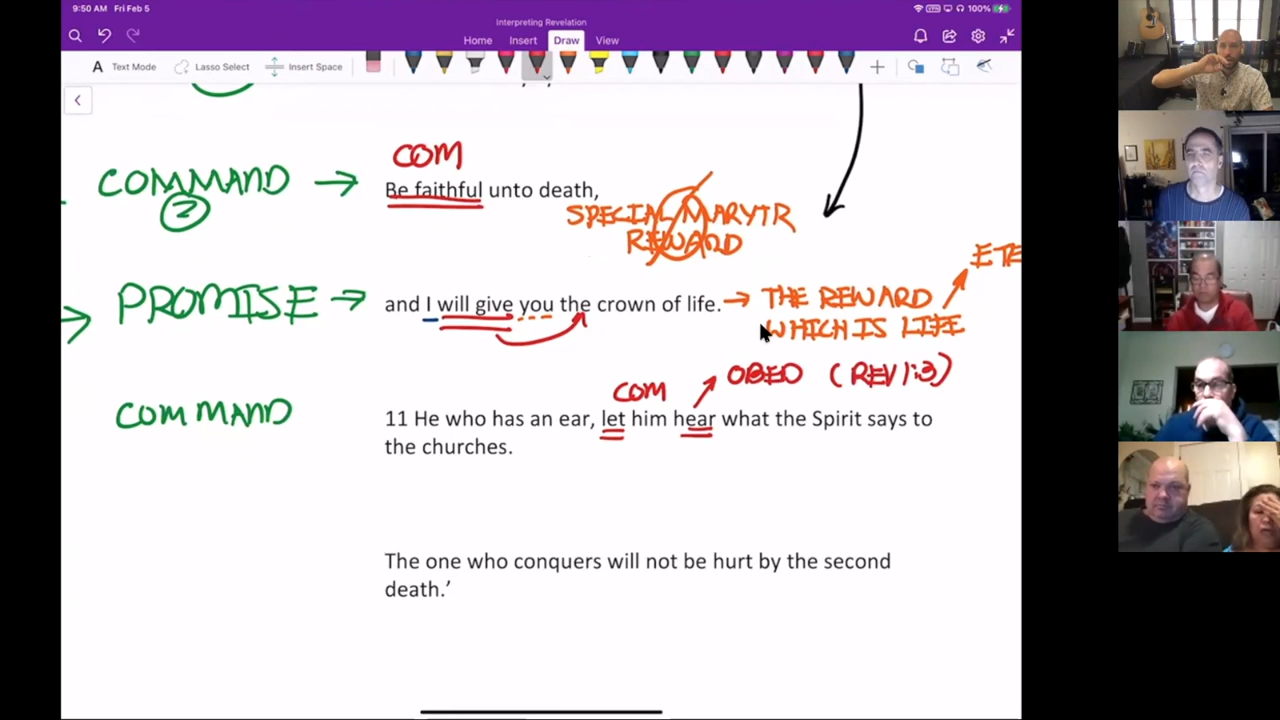 9:50 AM Fri Feb 5
100%
Interpreting Revelation
Home Insert Draw View
A Text Mode Lasso Select Insert Space
COM
COMMAND →
2
Be faithful unto death,
SPECIAL MARYTR
REWARD
ETE
PROMISE →
and I will give you the crown of life. → THE REWARD
WHICH IS LIFE
COM
OBED (REV 1:3)
COMMAND
11 He who has an ear, let him hear what the Spirit says to
the churches.
The one who conquers will not be hurt by the second
death.’